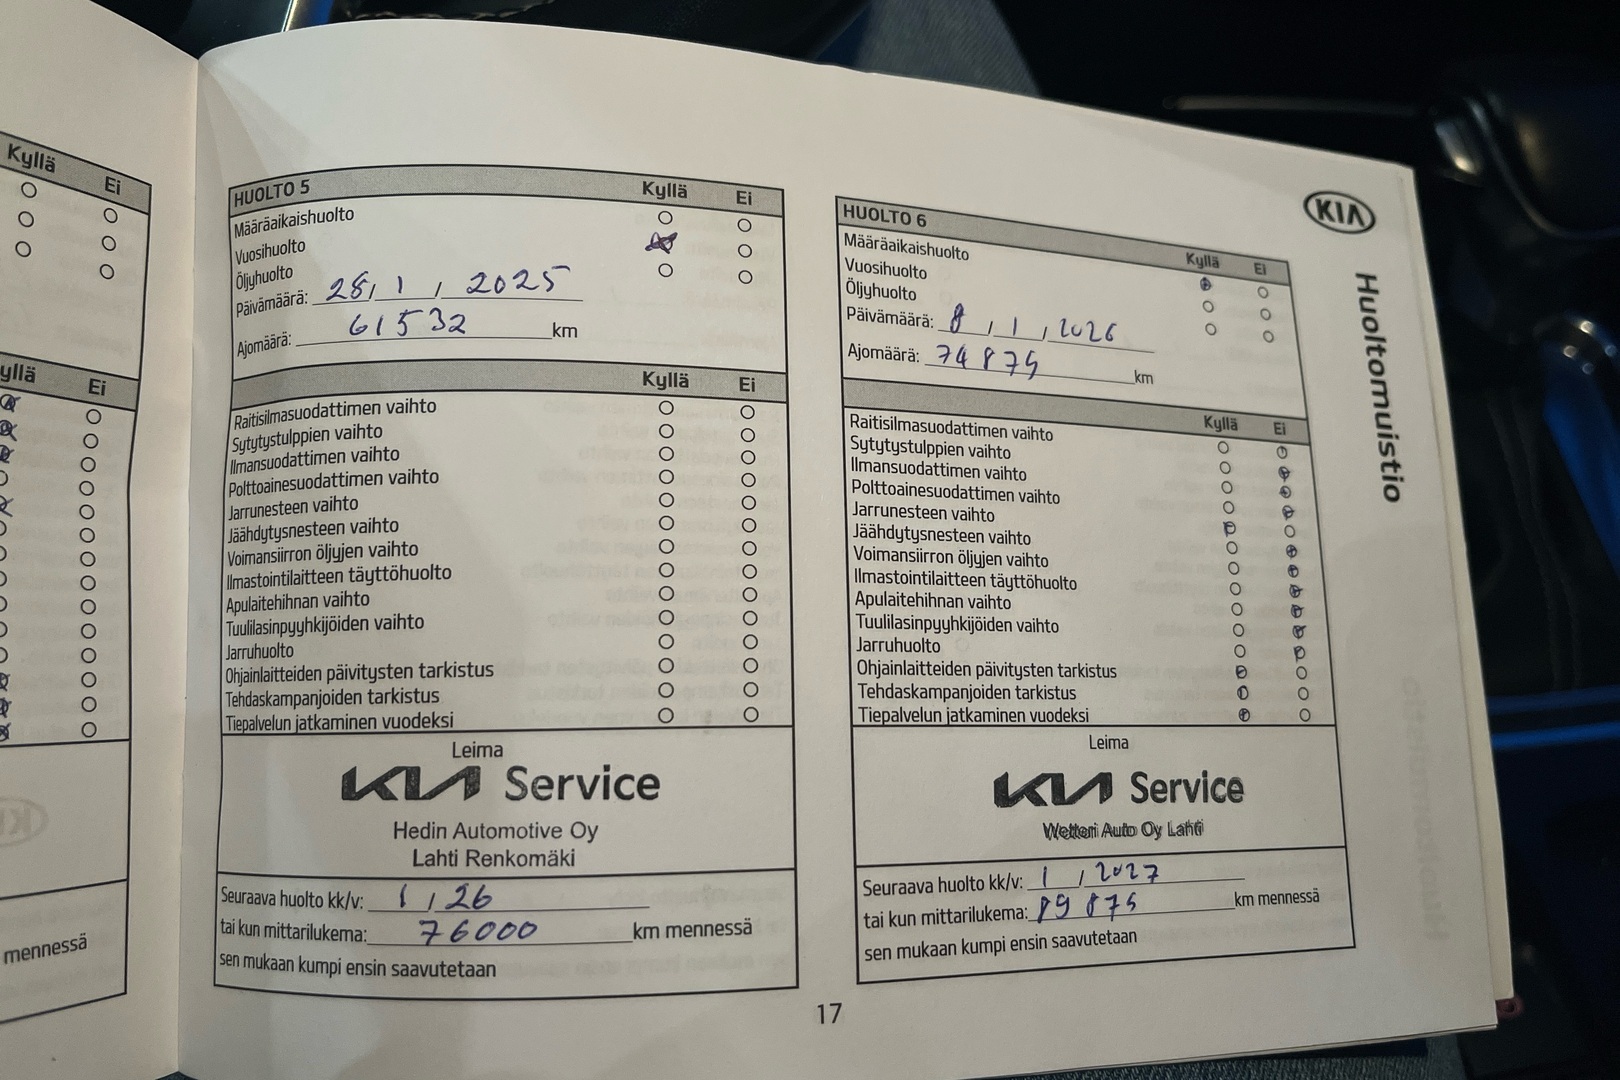 Kyllä
Ei
yllä
Ei
mennessä
HUOLTO 5
Kyllä
Ei
Määräaikaishuolto
Vuosihuolto
Öljyhuolto
Päivämäärä: 28, 1, 2025
Ajomäärä: 61532 km
Kyllä
Ei
Raitisilmasuodattimen vaihto
Sytytystulppien vaihto
Ilmansuodattimen vaihto
Polttoainesuodattimen vaihto
Jarrunesteen vaihto
Jäähdytysnesteen vaihto
Voimansiirron öljyjen vaihto
Ilmastointilaitteen täyttöhuolto
Apulaitehihnan vaihto
Tuulilasinpyyhkijöiden vaihto
Jarruhuolto
Ohjainlaitteiden päivitysten tarkistus
Tehdaskampanjoiden tarkistus
Tiepalvelun jatkaminen vuodeksi
Leima
KIA Service
Hedin Automotive Oy
Lahti Renkomäki
Seuraava huolto kk/v: 1, 26
tai kun mittarilukema: 76000 km mennessä
sen mukaan kumpi ensin saavutetaan
HUOLTO 6
Kyllä
Ei
Määräaikaishuolto
Vuosihuolto
Öljyhuolto
Päivämäärä: 8, 1, 2026
Ajomäärä: 74875 km
Kyllä
Ei
Raitisilmasuodattimen vaihto
Sytytystulppien vaihto
Ilmansuodattimen vaihto
Polttoainesuodattimen vaihto
Jarrunesteen vaihto
Jäähdytysnesteen vaihto
Voimansiirron öljyjen vaihto
Ilmastointilaitteen täyttöhuolto
Apulaitehihnan vaihto
Tuulilasinpyyhkijöiden vaihto
Jarruhuolto
Ohjainlaitteiden päivitysten tarkistus
Tehdaskampanjoiden tarkistus
Tiepalvelun jatkaminen vuodeksi
Leima
KIA Service
Wetteri Auto Oy Lahti
Seuraava huolto kk/v: 1, 2027
tai kun mittarilukema: 89875 km mennessä
sen mukaan kumpi ensin saavutetaan
KIA
Huoltomuistio
17